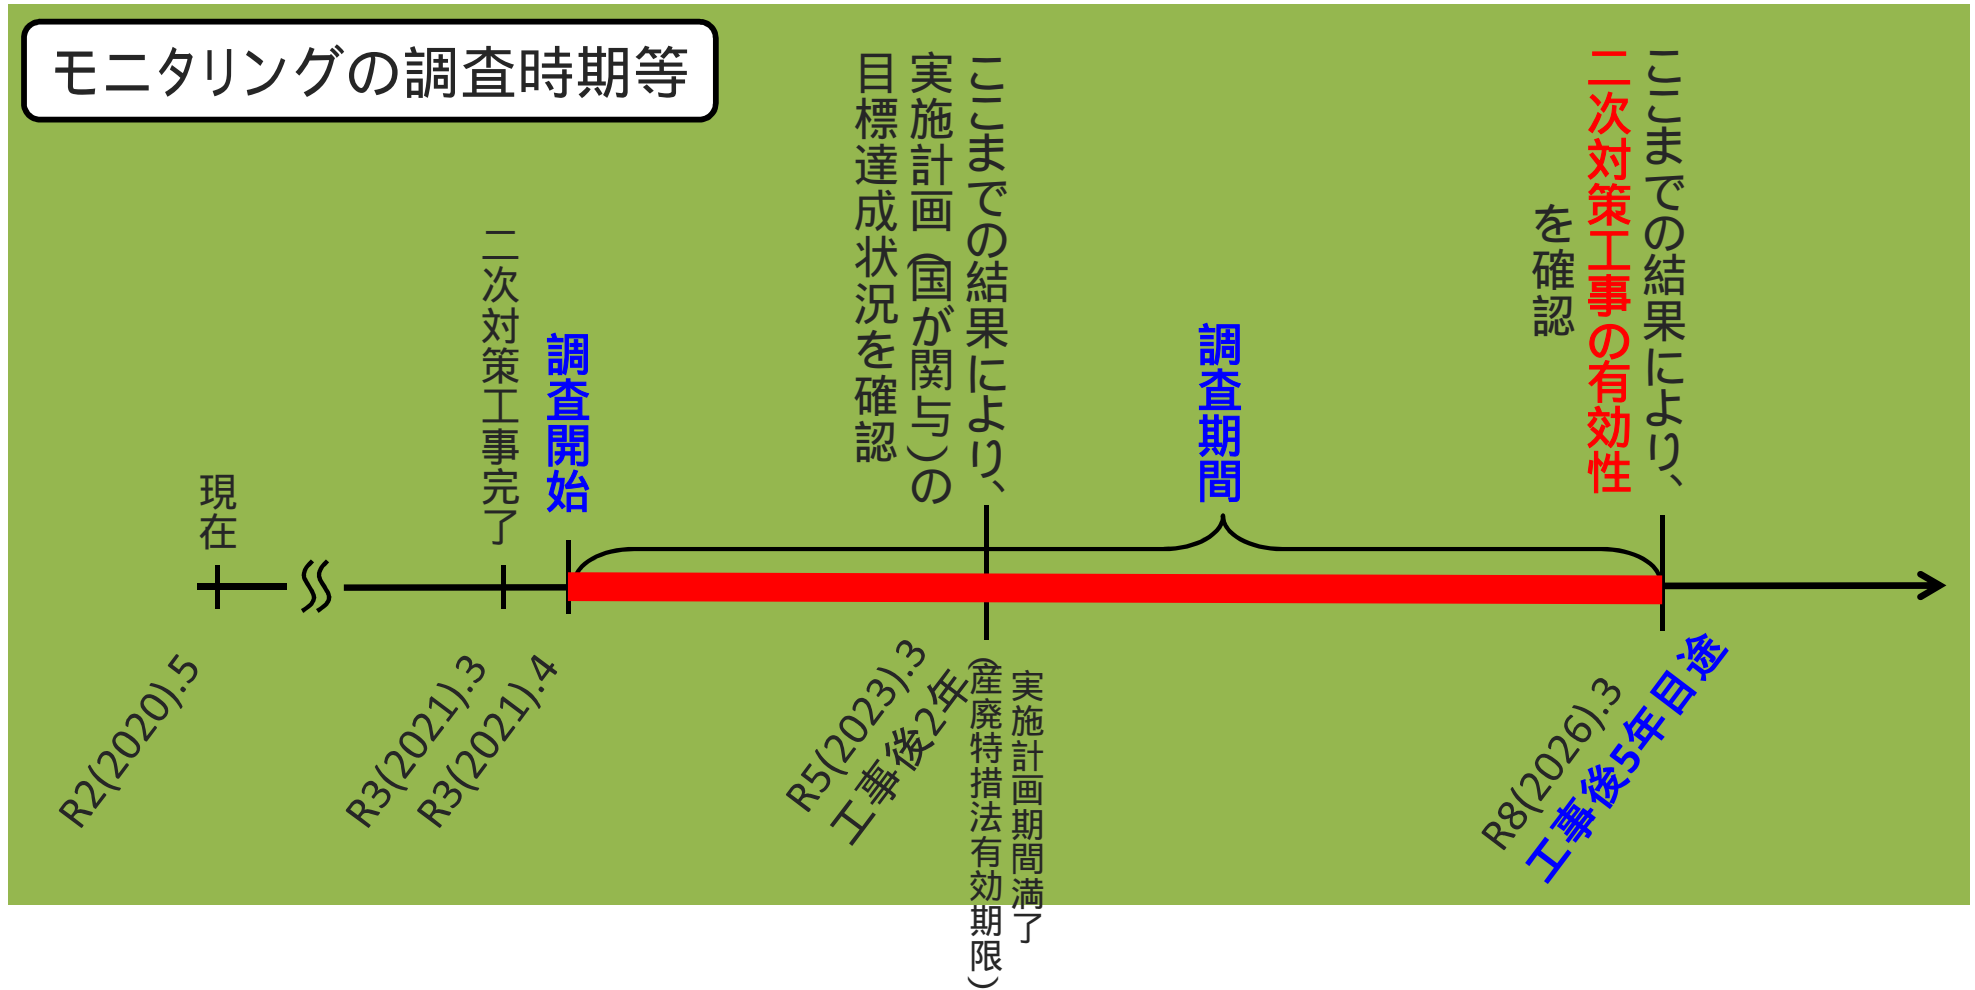 モニタリングの調査時期等
現在
二次対策工事完了
調査開始
ここまでの結果により、
実施計画（国が関与）の
目標達成状況を確認
調査期間
ここまでの結果により、
二次対策工事の有効性
を確認
R2(2020).5
R3(2021).3
R3(2021).4
R5(2023).3
工事後2年
実施計画期間満了
（産廃特措法有効期限）
R8(2026).3
工事後5年目途